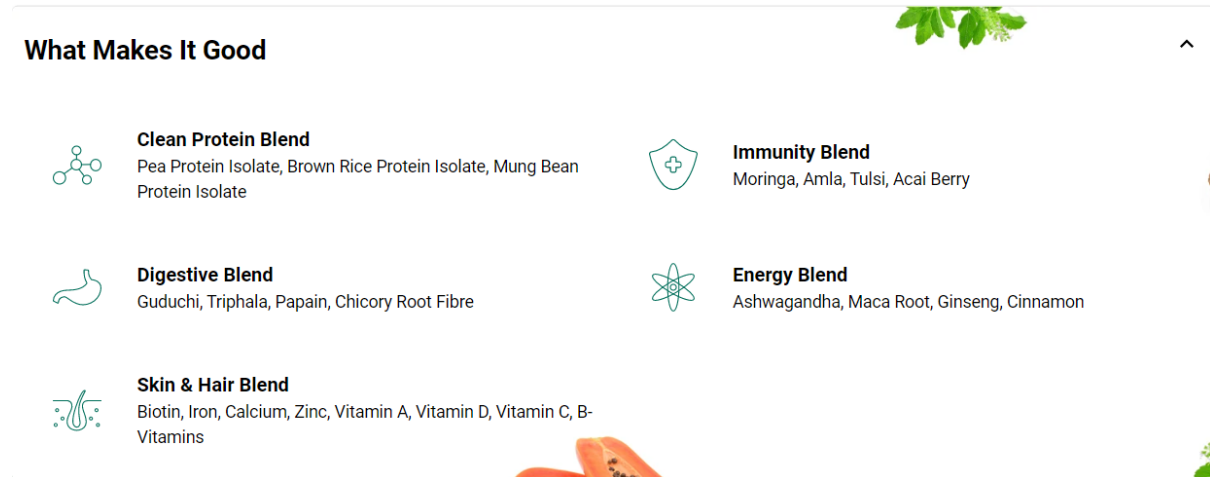 What Makes It Good
Clean Protein Blend
Pea Protein Isolate, Brown Rice Protein Isolate, Mung Bean
Protein Isolate
Immunity Blend
Moringa, Amla, Tulsi, Acai Berry
Digestive Blend
Guduchi, Triphala, Papain, Chicory Root Fibre
Energy Blend
Ashwagandha, Maca Root, Ginseng, Cinnamon
Skin & Hair Blend
Biotin, Iron, Calcium, Zinc, Vitamin A, Vitamin D, Vitamin C, B-
Vitamins